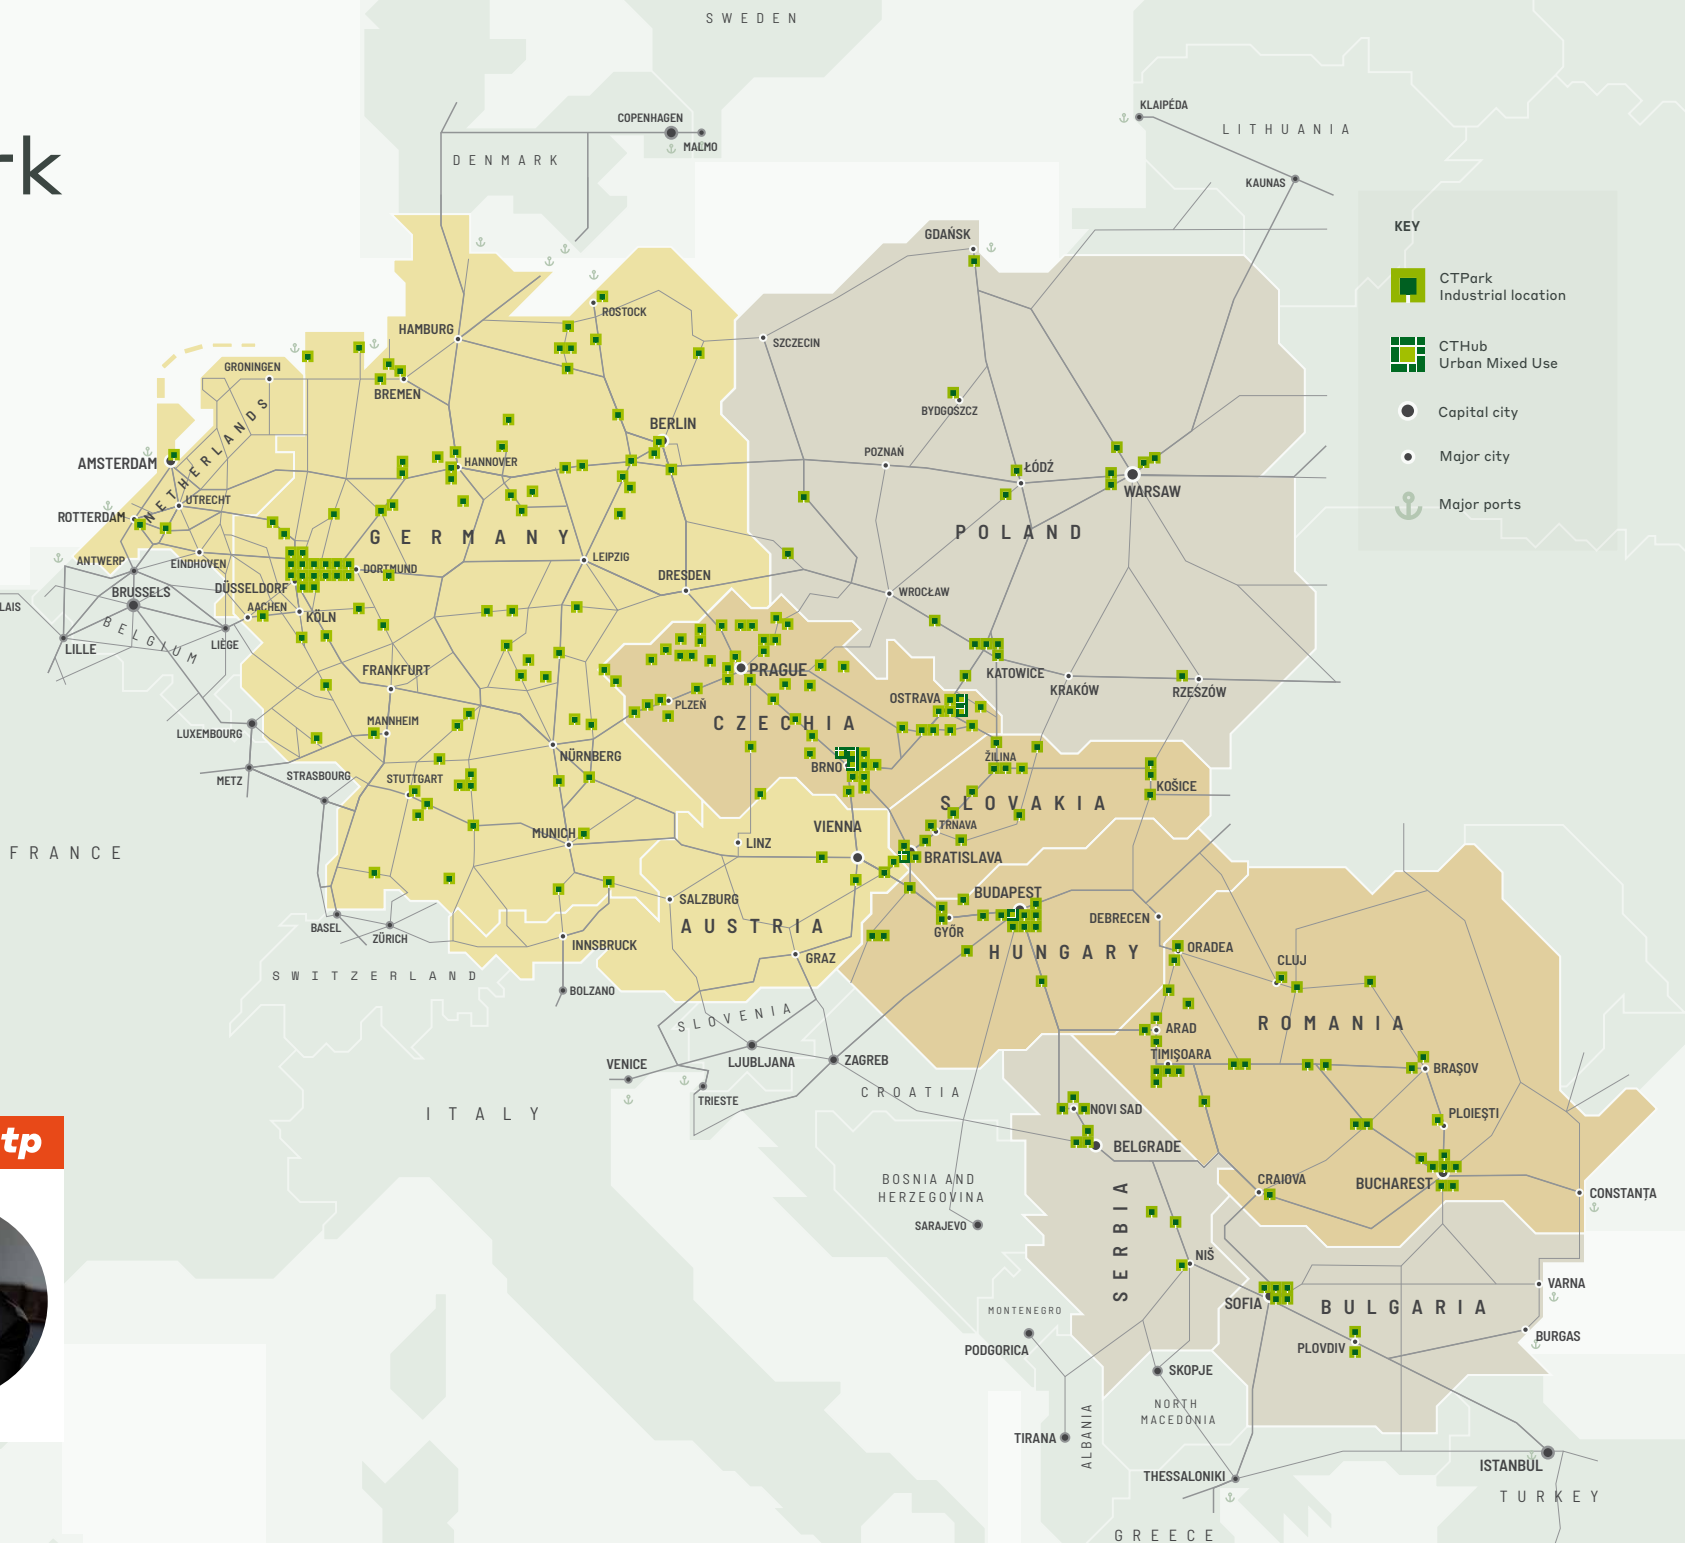 SWEDEN
KLAIPĖDA
COPENHAGEN
LITHUANIA
MALMO
DENMARK
rk
KAUNAS
KEY
GDAŃSK
CTPark
Industrial location
ROSTOCK
HAMBURG
SZCZECIN
CTHub
Urban Mixed Use
GRONINGEN
BREMEN
BYDGOSZCZ
Capital city
BERLIN
NETHERLANDS
POZNAŃ
Major city
AMSTERDAM
HANNOVER
ŁÓDŹ
WARSAW
UTRECHT
Major ports
ROTTERDAM
GERMANY
POLAND
ANTWERP
EINDHOVEN
LEIPZIG
DORTMUND
DRESDEN
BRUSSELS
DÜSSELDORF
WROCŁAW
LAIS
AACHEN
KÖLN
BELGIUM
LILLE
LIÈGE
FRANKFURT
PRAGUE
KATOWICE
KRAKÓW
RZESZÓW
OSTRAVA
PLZEŇ
CZECHIA
MANNHEIM
LUXEMBOURG
NÜRNBERG
ŽILINA
BRNO
METZ
STRASBOURG
STUTTGART
KOŠICE
SLOVAKIA
VIENNA
TRNAVA
MUNICH
LINZ
FRANCE
BRATISLAVA
BUDAPEST
SALZBURG
DEBRECEN
BASEL
ZÜRICH
AUSTRIA
GYŐR
INNSBRUCK
ORADEA
HUNGARY
GRAZ
CLUJ
SWITZERLAND
BOLZANO
SLOVENIA
ROMANIA
ARAD
TIMIȘOARA
VENICE
LJUBLJANA
ZAGREB
BRAȘOV
CROATIA
TRIESTE
NOVI SAD
ITALY
PLOIEȘTI
tp
BELGRADE
BOSNIA AND
HERZEGOVINA
CRAIOVA
BUCHAREST
CONSTANȚA
SARAJEVO
SERBIA
NIŠ
VARNA
SOFIA
BULGARIA
MONTENEGRO
BURGAS
PODGORICA
PLOVDIV
SKOPJE
NORTH
MACEDONIA
TIRANA
ALBANIA
ISTANBUL
THESSALONIKI
TURKEY
GREECE